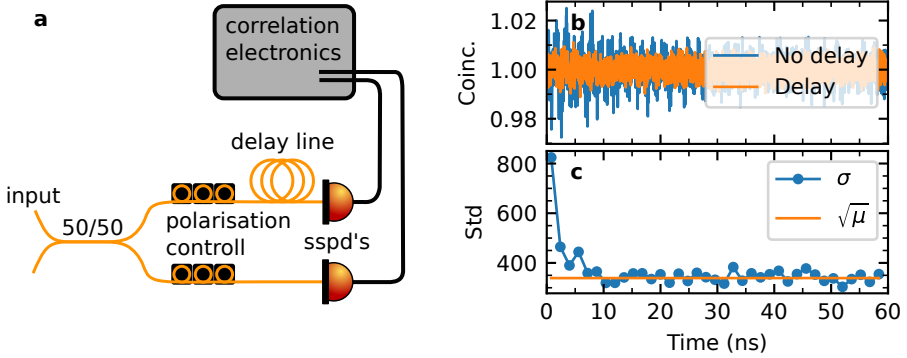 a
correlation
electronics
delay line
input
50/50
polarisation
controll
sspd's
b
Coinc.
1.02
1.00
0.98
No delay
Delay
c
Std
800
600
400
σ
√μ
0 10 20 30 40 50 60
Time (ns)